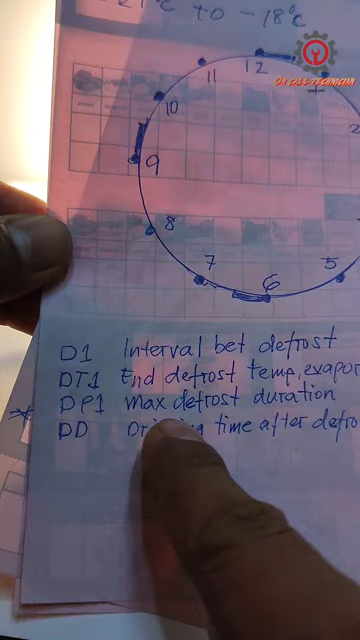 °C to -18°c
ON CALL TECHNICIAN
11
12
10
2
9
8
7
6
5
D1 Interval bet defrost
DT1 End defrost temp. evapor
DP1 max defrost duration
DD time after defro